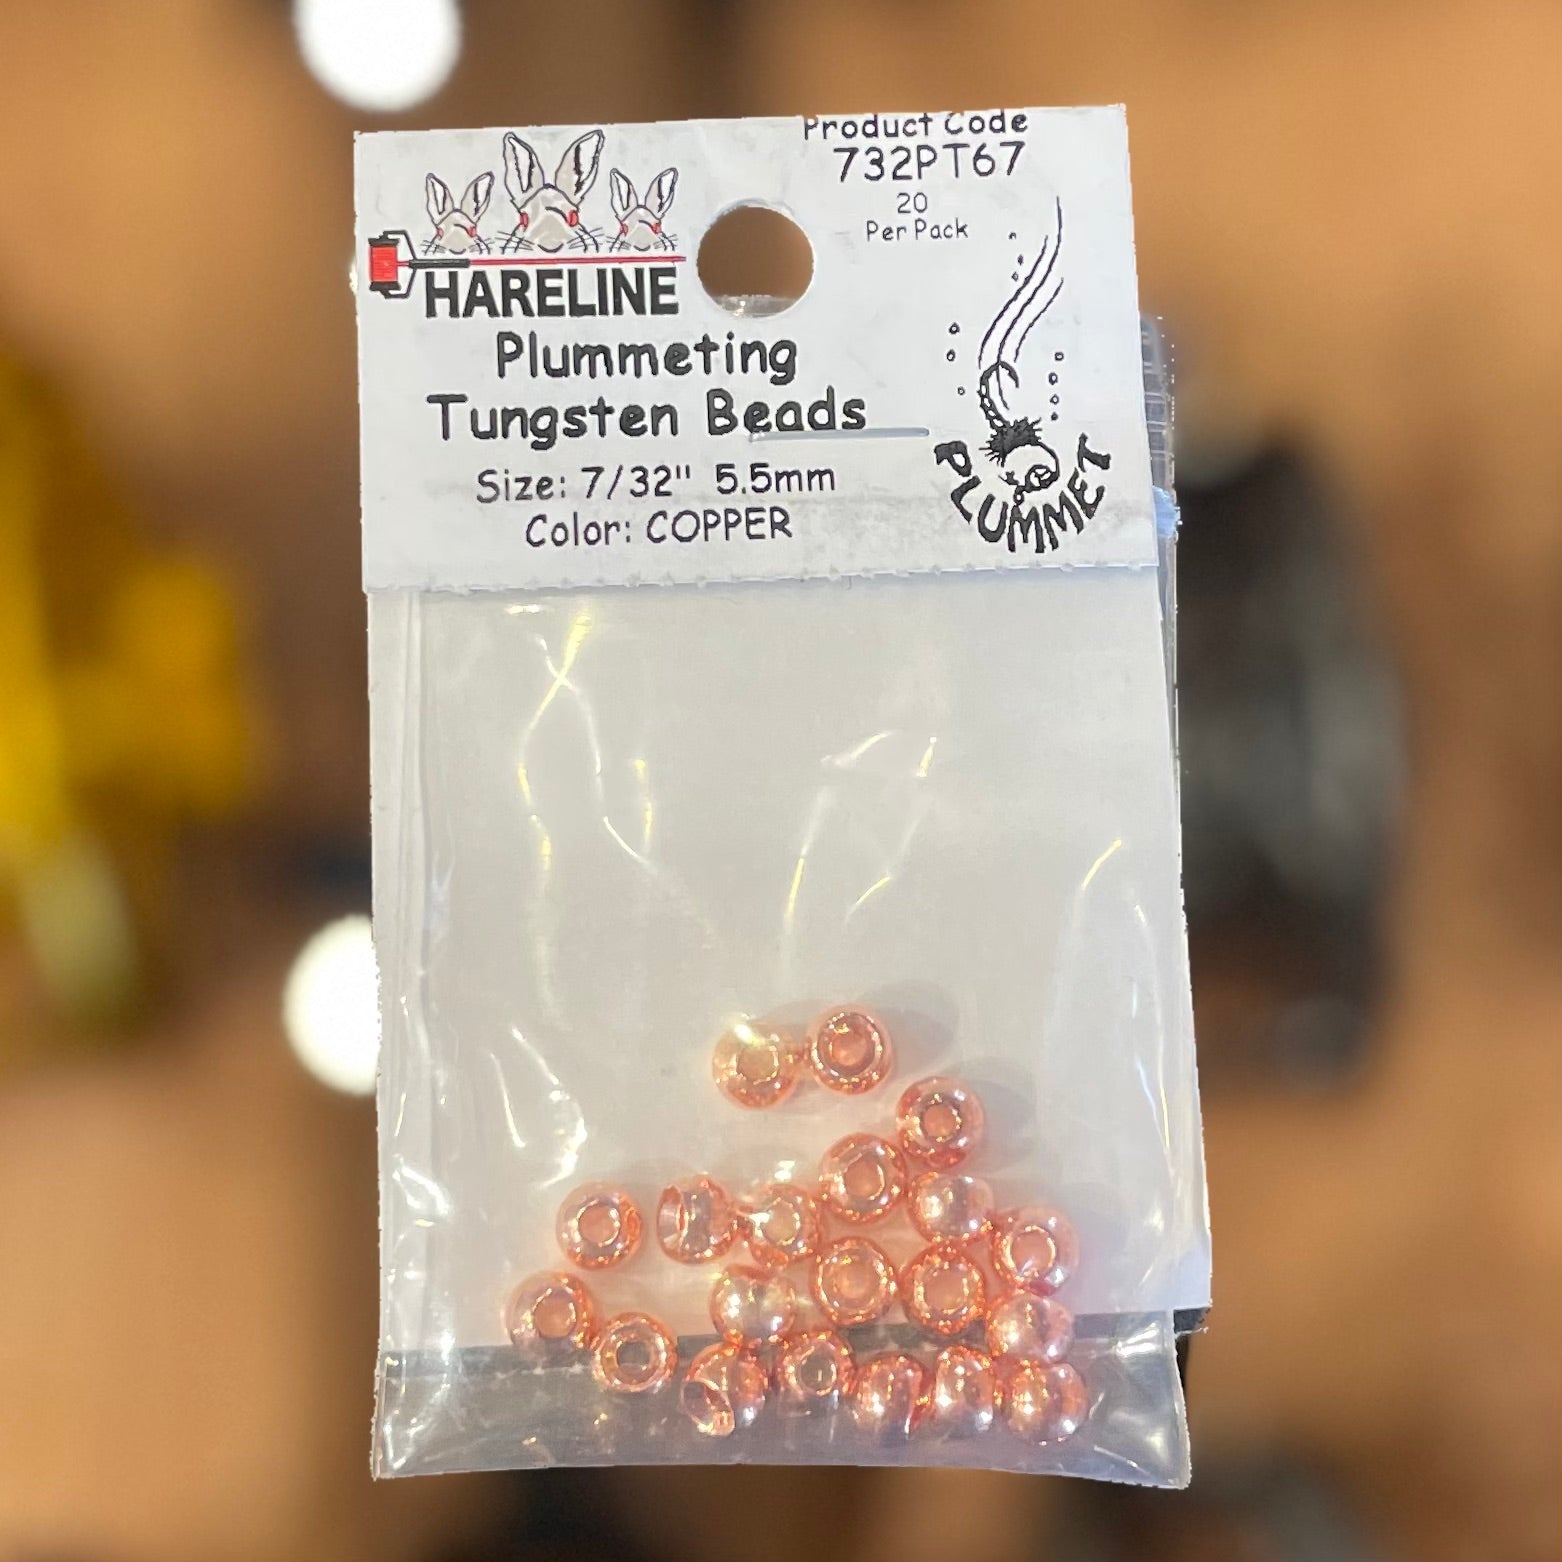 Product Code
732PT67
20
Per Pack
HARELINE
Plummeting
Tungsten Beads
Size: 7/32" 5.5mm
Color: COPPER
PLUMMET